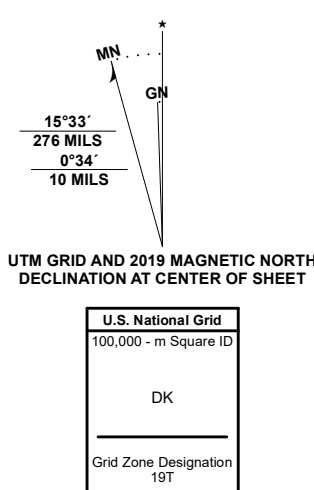 ★
MN
GN
15°33´
276 MILS
0°34´
10 MILS
UTM GRID AND 2019 MAGNETIC NORTH
DECLINATION AT CENTER OF SHEET
U.S. National Grid
100,000 - m Square ID
DK
Grid Zone Designation
19T